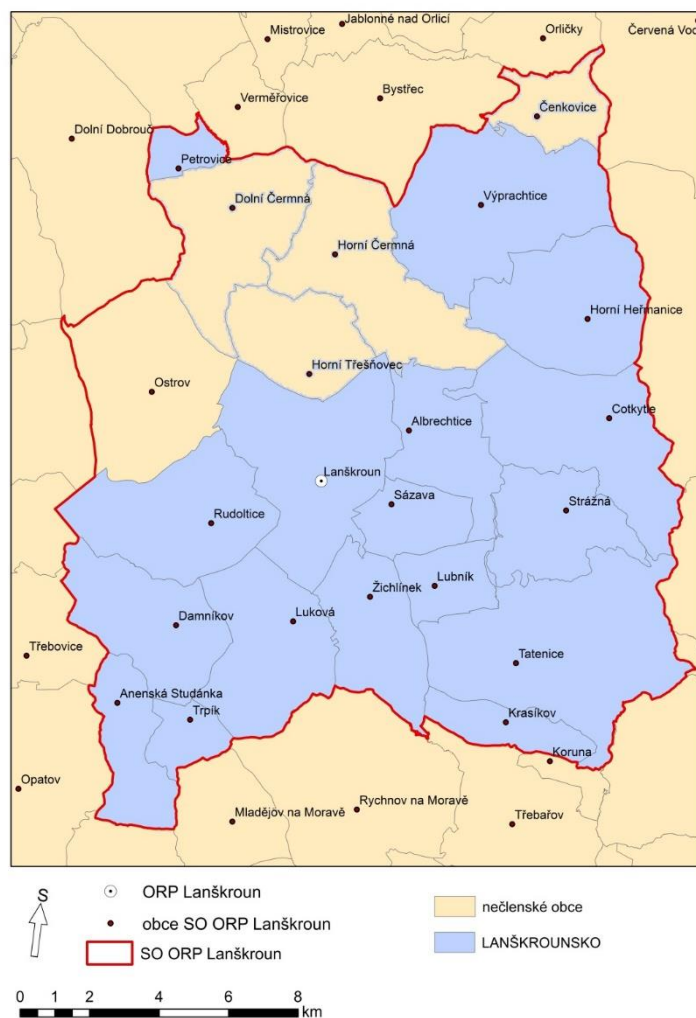 Jablonné nad Orlicí
Mistrovice
Orličky
Červená Vod
Bystřec
Verměřovice
Čenkovice
Dolní Dobrouč
Petrovice
Výprachtice
Dolní Čermná
Horní Čermná
Horní Heřmanice
Horní Třešňovec
Ostrov
Cotkytle
Albrechtice
Lanškroun
Sázava
Strážná
Rudoltice
Lubník
Žichlínek
Damníkov
Luková
Třebovice
Tatenice
Anenská Studánka
Trpík
Krasíkov
Koruna
Opatov
Rychnov na Moravě
Mladějov na Moravě
Třebařov
S
ORP Lanškroun
obce SO ORP Lanškroun
SO ORP Lanškroun
nečlenské obce
LANŠKROUNSKO
0 1 2 4 6 8
km